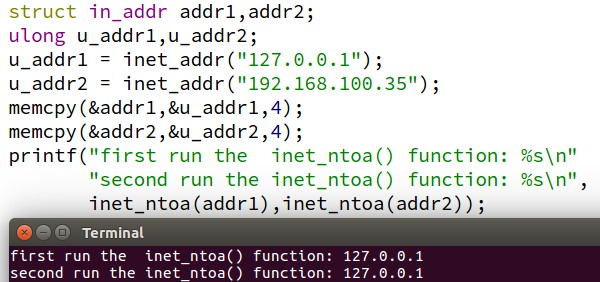 struct in_addr addr1,addr2;
ulong u_addr1,u_addr2;
u_addr1 = inet_addr("127.0.0.1");
u_addr2 = inet_addr("192.168.100.35");
memcpy(&addr1,&u_addr1,4);
memcpy(&addr2,&u_addr2,4);
printf("first run the  inet_ntoa() function: %s\n"
       "second run the inet_ntoa() function: %s\n",
       inet_ntoa(addr1),inet_ntoa(addr2));
Terminal
first run the  inet_ntoa() function: 127.0.0.1
second run the inet_ntoa() function: 127.0.0.1